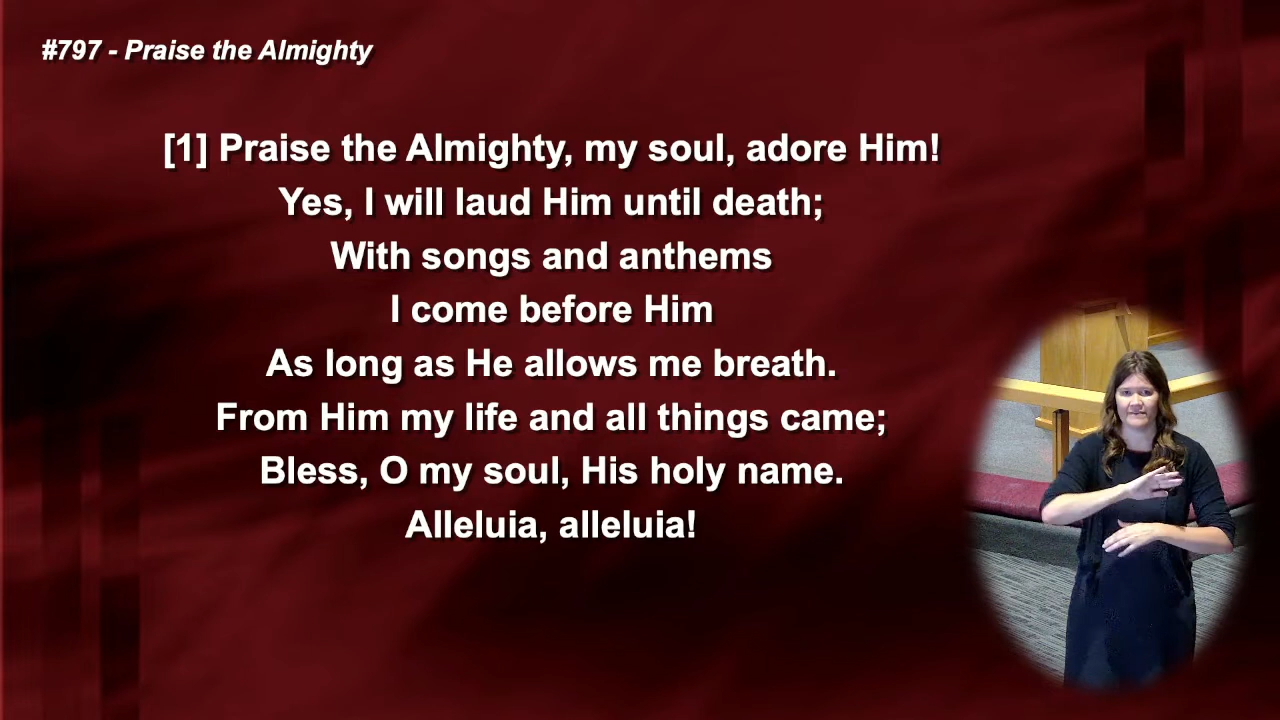 #797 - Praise the Almighty
[1] Praise the Almighty, my soul, adore Him!
Yes, I will laud Him until death;
With songs and anthems
I come before Him
As long as He allows me breath.
From Him my life and all things came;
Bless, O my soul, His holy name.
Alleluia, alleluia!